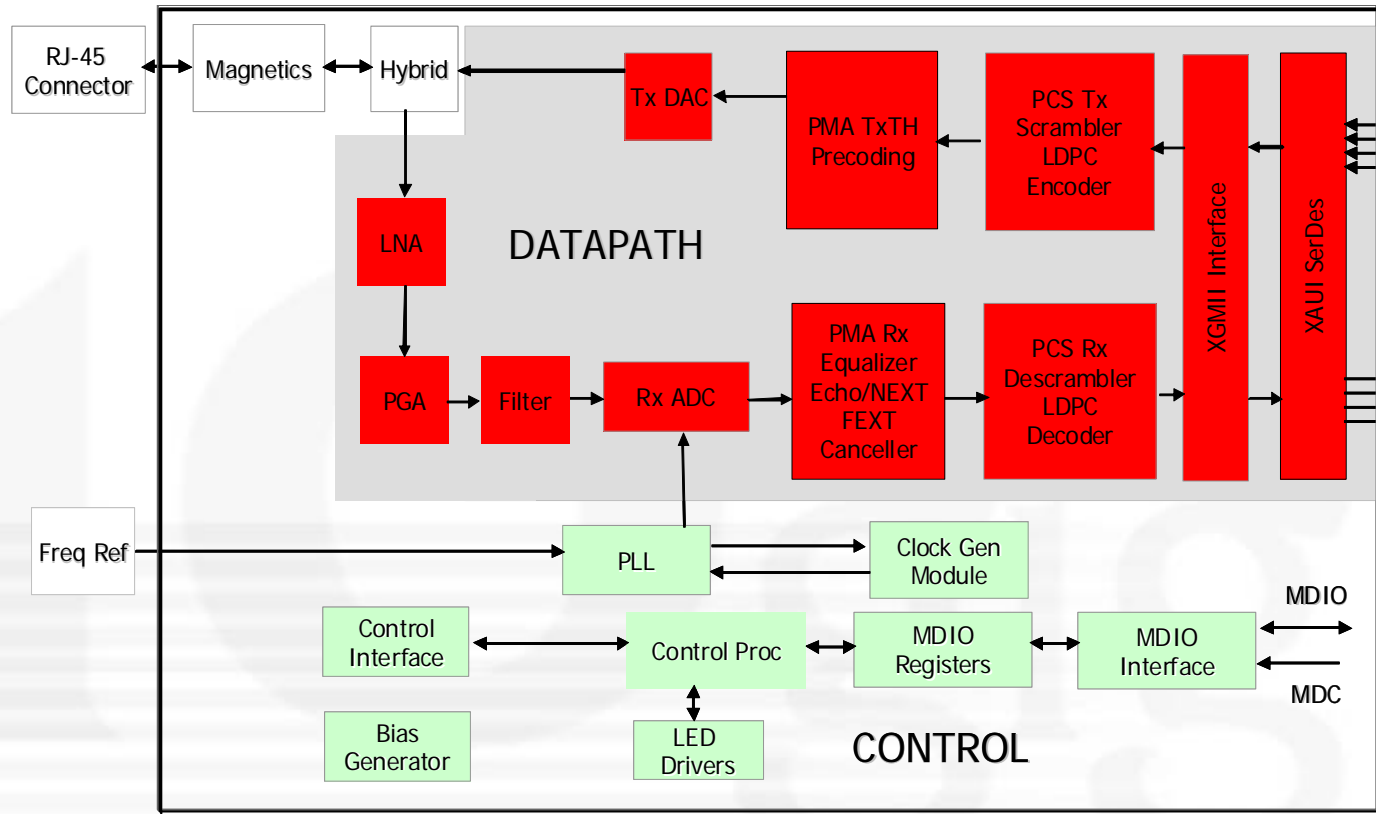 RJ-45
Connector
Magnetics
Hybrid
Tx DAC
PMA TxTH
Precoding
PCS Tx
Scrambler
LDPC
Encoder
XGMII Interface
XAUI SerDes
LNA
DATAPATH
PGA
Filter
Rx ADC
PMA Rx
Equalizer
Echo/NEXT
FEXT
Canceller
PCS Rx
Descrambler
LDPC
Decoder
Freq Ref
PLL
Clock Gen
Module
Control
Interface
Control Proc
MDIO
Registers
MDIO
Interface
MDIO
MDC
Bias
Generator
LED
Drivers
CONTROL
10gig